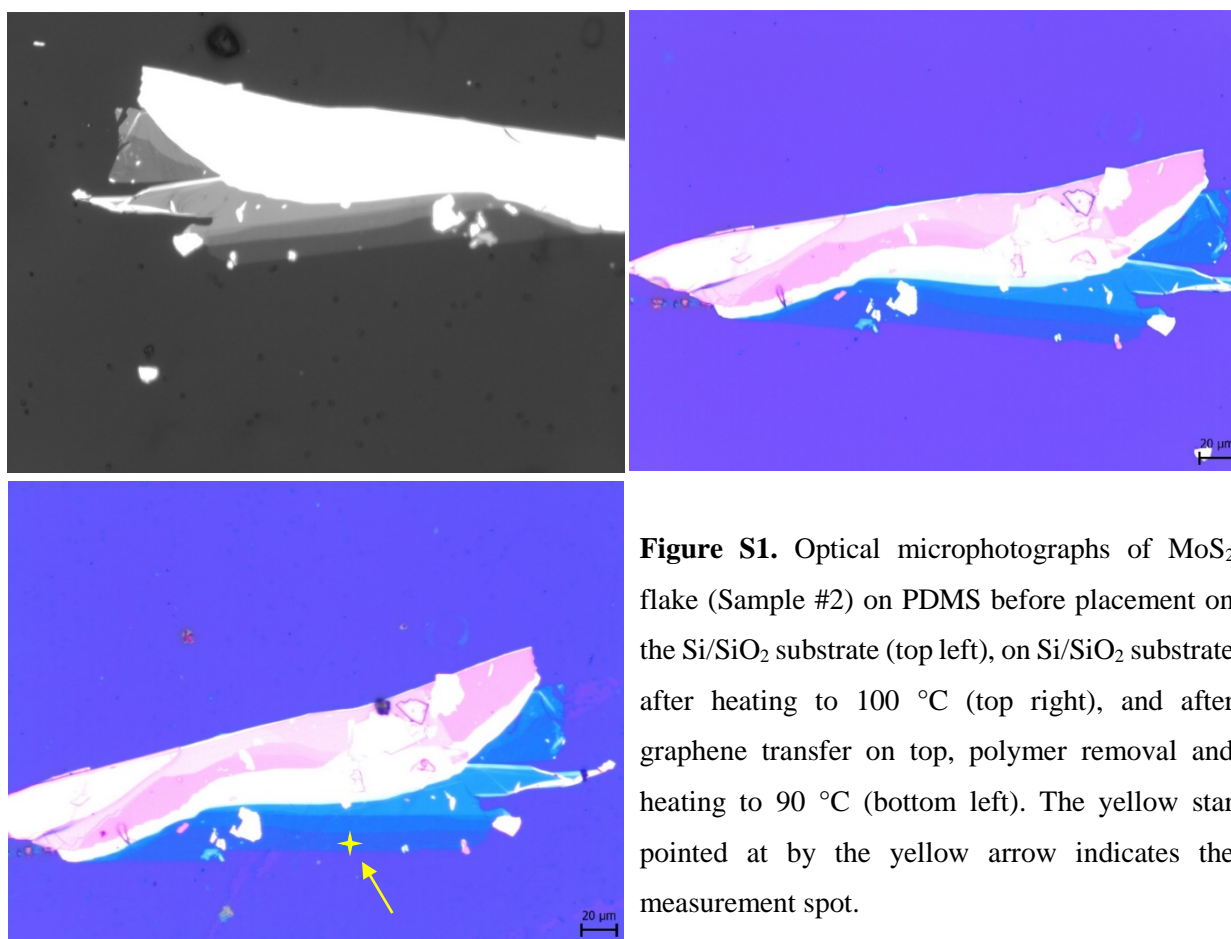 20 µm
20 µm
Figure S1. Optical microphotographs of MoS₂
flake (Sample #2) on PDMS before placement on
the Si/SiO₂ substrate (top left), on Si/SiO₂ substrate
after heating to 100 °C (top right), and after
graphene transfer on top, polymer removal and
heating to 90 °C (bottom left). The yellow star
pointed at by the yellow arrow indicates the
measurement spot.